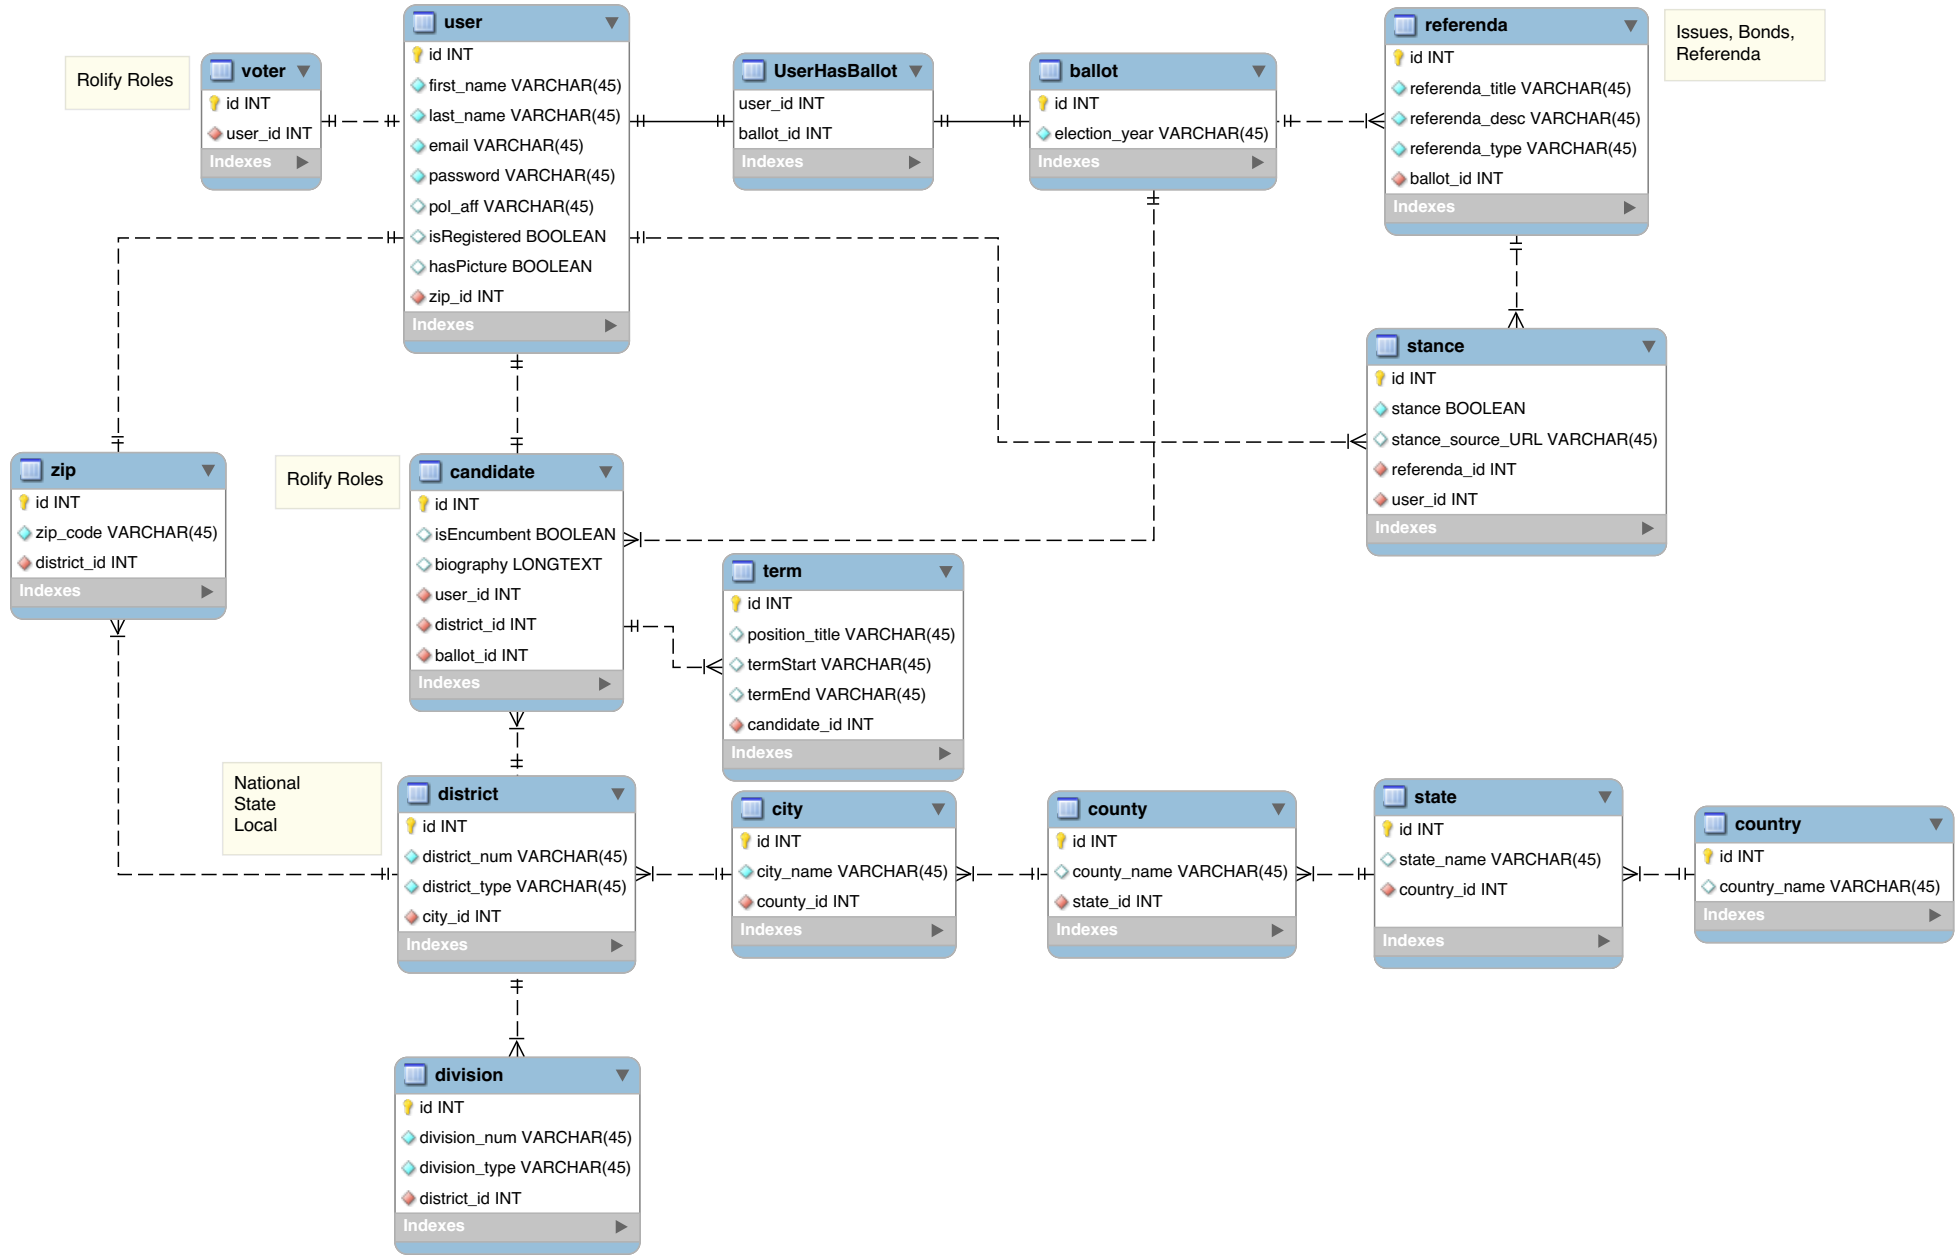 Rolify Roles
voter
id INT
user_id INT
Indexes
user
id INT
first_name VARCHAR(45)
last_name VARCHAR(45)
email VARCHAR(45)
password VARCHAR(45)
pol_aff VARCHAR(45)
isRegistered BOOLEAN
hasPicture BOOLEAN
zip_id INT
Indexes
UserHasBallot
user_id INT
ballot_id INT
Indexes
ballot
id INT
election_year VARCHAR(45)
Indexes
referenda
id INT
referenda_title VARCHAR(45)
referenda_desc VARCHAR(45)
referenda_type VARCHAR(45)
ballot_id INT
Indexes
Issues, Bonds,
Referenda
stance
id INT
stance BOOLEAN
stance_source_URL VARCHAR(45)
referenda_id INT
user_id INT
Indexes
zip
id INT
zip_code VARCHAR(45)
district_id INT
Indexes
Rolify Roles
candidate
id INT
isEncumbent BOOLEAN
biography LONGTEXT
user_id INT
district_id INT
ballot_id INT
Indexes
term
id INT
position_title VARCHAR(45)
termStart VARCHAR(45)
termEnd VARCHAR(45)
candidate_id INT
Indexes
National
State
Local
district
id INT
district_num VARCHAR(45)
district_type VARCHAR(45)
city_id INT
Indexes
city
id INT
city_name VARCHAR(45)
county_id INT
Indexes
county
id INT
county_name VARCHAR(45)
state_id INT
Indexes
state
id INT
state_name VARCHAR(45)
country_id INT
Indexes
country
id INT
country_name VARCHAR(45)
Indexes
division
id INT
division_num VARCHAR(45)
division_type VARCHAR(45)
district_id INT
Indexes